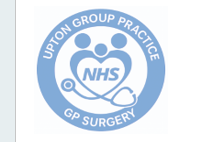 UPTON GROUP PRACTICE
NHS
GP SURGERY